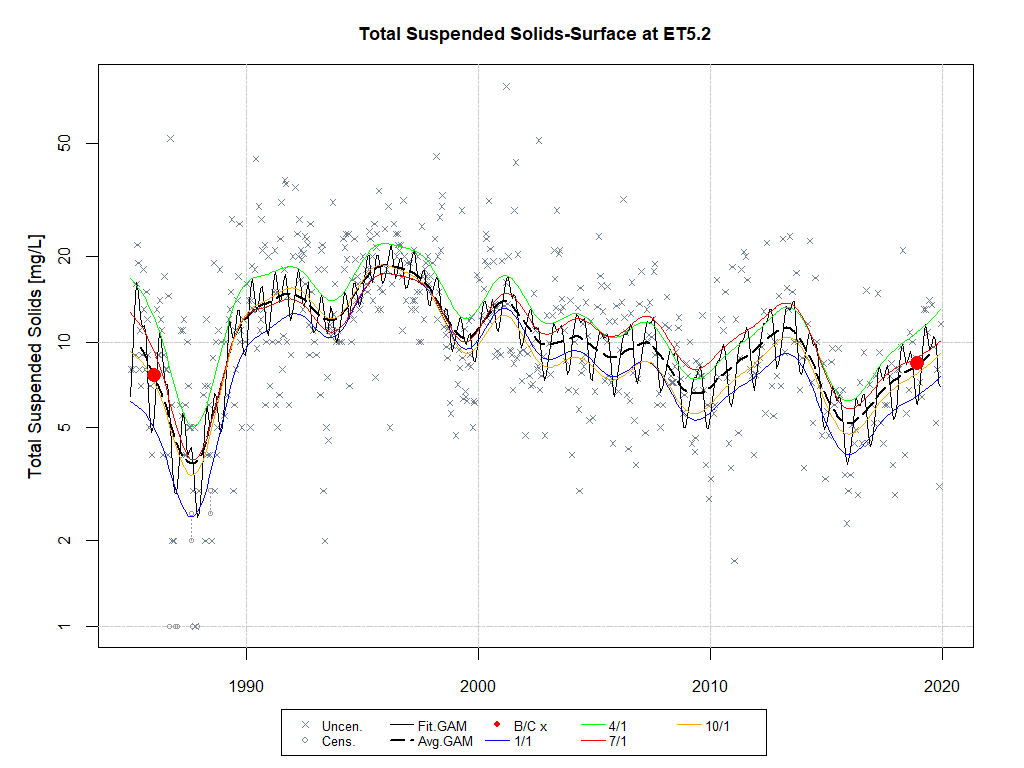 Total Suspended Solids-Surface at ET5.2
Total Suspended Solids [mg/L]
50
20
10
5
2
1
1990 2000 2010 2020
Uncen. Fit.GAM B/C x 4/1 10/1
Cens. Avg.GAM 1/1 7/1